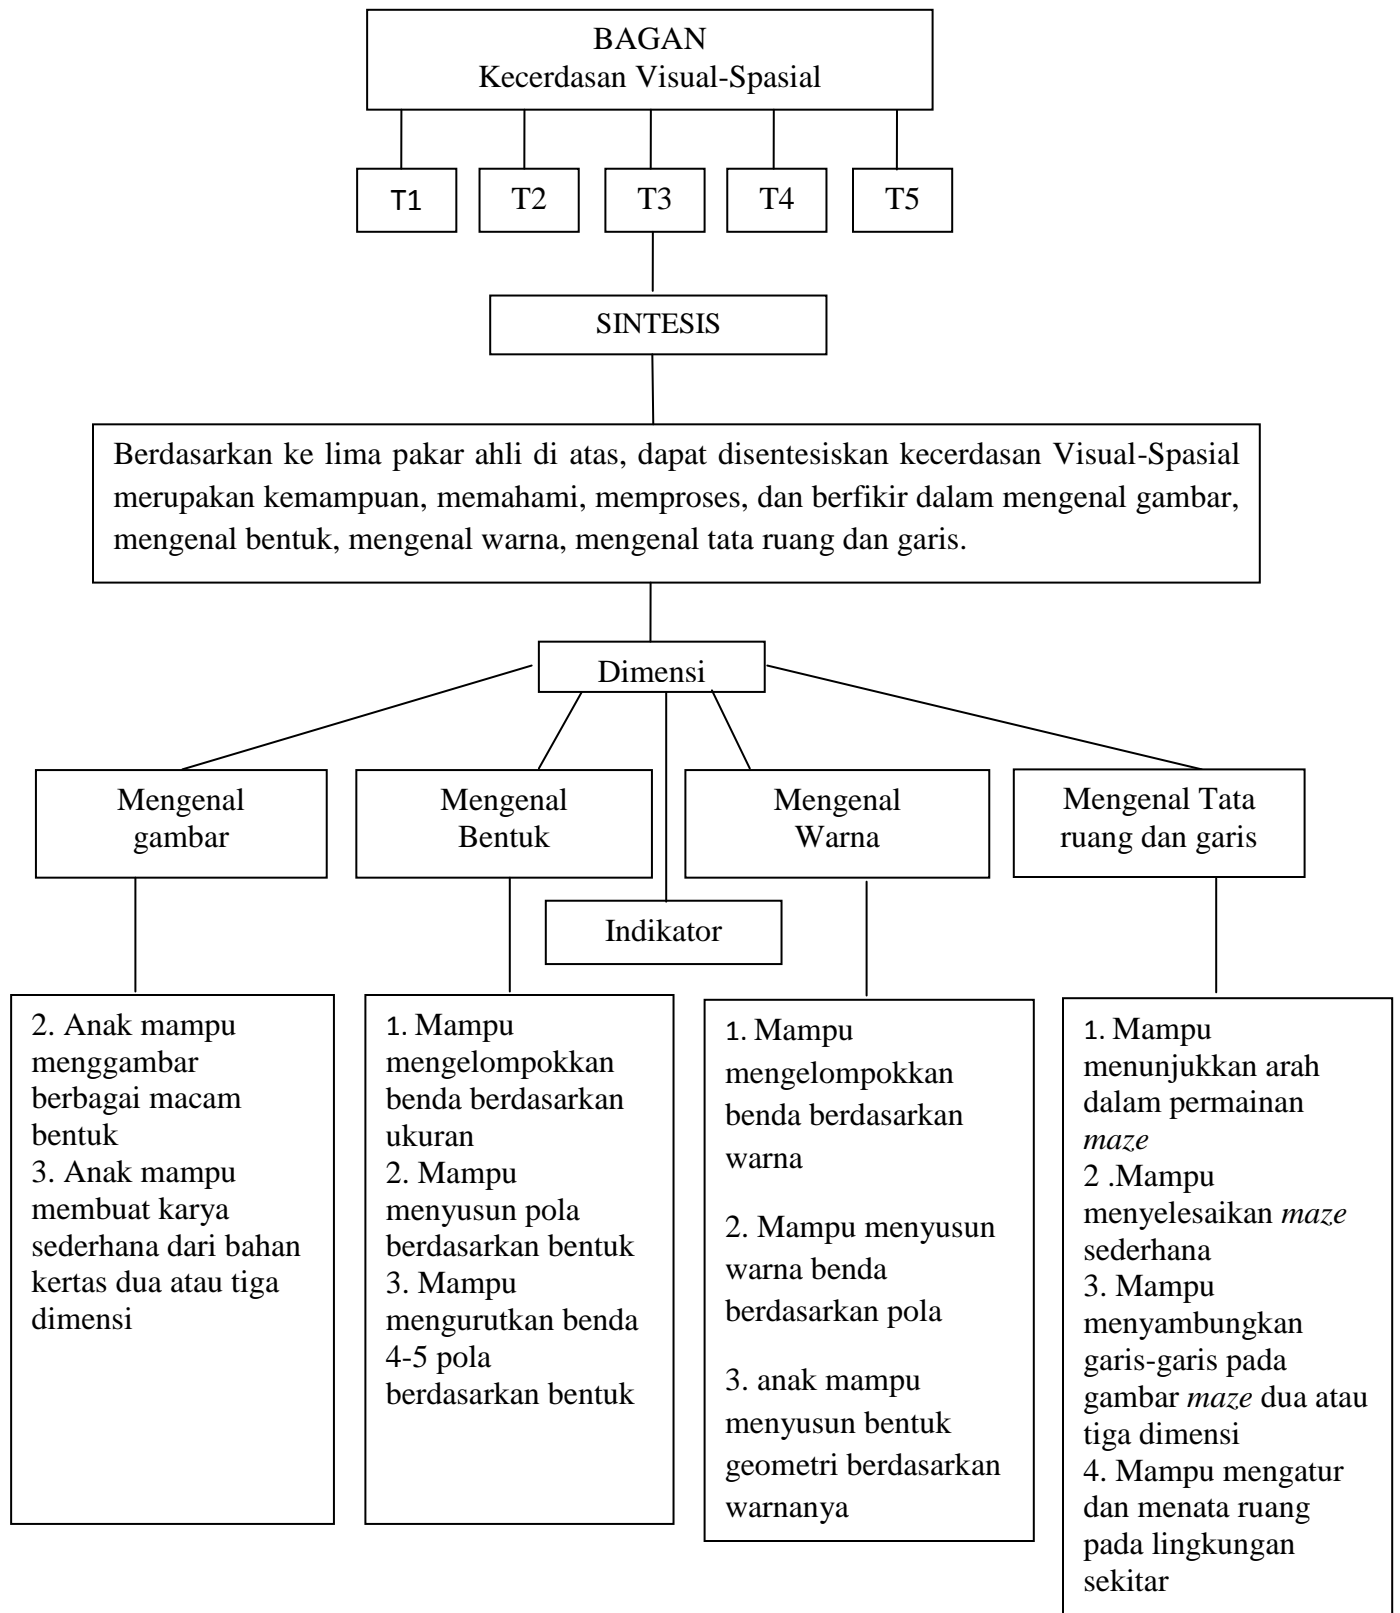 BAGAN
Kecerdasan Visual-Spasial
T1
T2
T3
T4
T5
SINTESIS
Berdasarkan ke lima pakar ahli di atas, dapat disentesiskan kecerdasan Visual-Spasial
merupakan kemampuan, memahami, memproses, dan berfikir dalam mengenal gambar,
mengenal bentuk, mengenal warna, mengenal tata ruang dan garis.
Dimensi
Mengenal
gambar
Mengenal
Bentuk
Mengenal
Warna
Mengenal Tata
ruang dan garis
Indikator
2. Anak mampu
menggambar
berbagai macam
bentuk
3. Anak mampu
membuat karya
sederhana dari bahan
kertas dua atau tiga
dimensi
1. Mampu
mengelompokkan
benda berdasarkan
ukuran
2. Mampu
menyusun pola
berdasarkan bentuk
3. Mampu
mengurutkan benda
4-5 pola
berdasarkan bentuk
1. Mampu
mengelompokkan
benda berdasarkan
warna
2. Mampu menyusun
warna benda
berdasarkan pola
3. anak mampu
menyusun bentuk
geometri berdasarkan
warnanya
1. Mampu
menunjukkan arah
dalam permainan
maze
2 .Mampu
menyelesaikan maze
sederhana
3. Mampu
menyambungkan
garis-garis pada
gambar maze dua atau
tiga dimensi
4. Mampu mengatur
dan menata ruang
pada lingkungan
sekitar